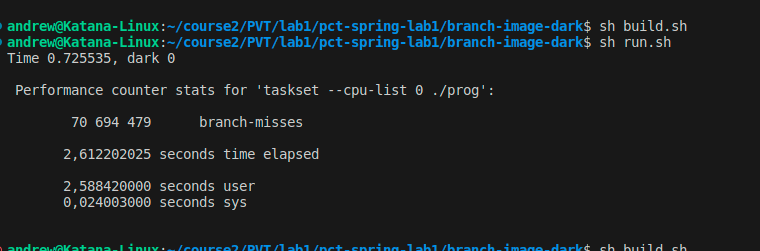 andrew@Katana-Linux:~/course2/PVT/lab1/pct-spring-lab1/branch-image-dark$ sh build.sh
andrew@Katana-Linux:~/course2/PVT/lab1/pct-spring-lab1/branch-image-dark$ sh run.sh
Time 0.725535, dark 0
Performance counter stats for 'taskset --cpu-list 0 ./prog':
70 694 479 branch-misses
2,612202025 seconds time elapsed
2,588420000 seconds user
0,024003000 seconds sys
andrew@Katana-Linux:~/course2/PVT/lab1/pct-spring-lab1/branch-image-dark$ sh build.sh